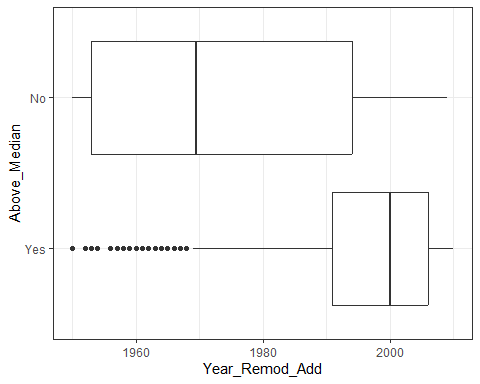 Above_Median
No
Yes
1960
1980
2000
Year_Remod_Add